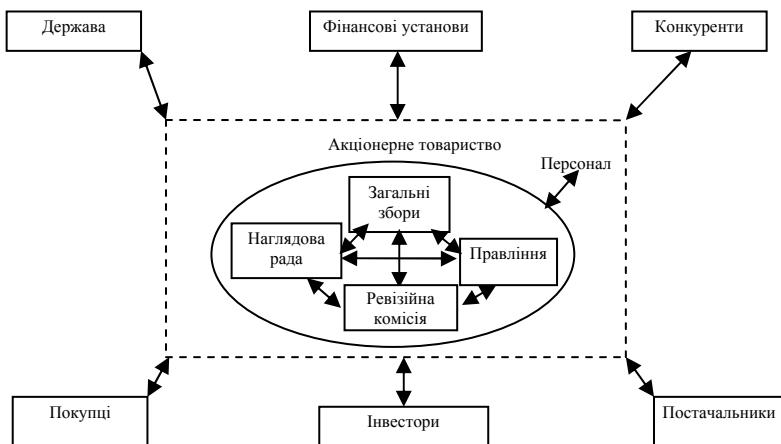 Держава
Фінансові установи
Конкуренти
Акціонерне товариство
Персонал
Загальні
збори
Наглядова
рада
Правління
Ревізійна
комісія
Покупці
Інвестори
Постачальники